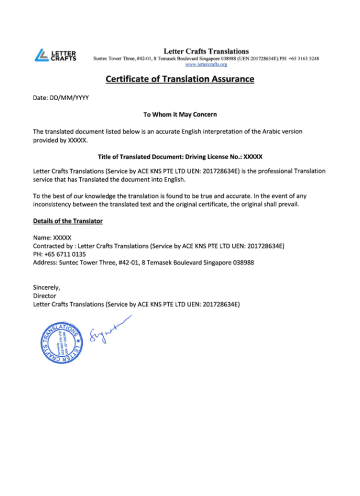 LETTER
CRAFTS
Letter Crafts Translations
Suntec Tower Three, #42-01, 8 Temasek Boulevard Singapore 038988 (UEN 201728634E) PH: +65 3163 5248
www.lettercrafts.org
Certificate of Translation Assurance
Date: DD/MM/YYYY
To Whom it May Concern
The translated document listed below is an accurate English interpretation of the Arabic version
provided by XXXXX.
Title of Translated Document: Driving License No.: XXXXX
Letter Crafts Translations (Service by ACE KNS PTE LTD UEN: 201728634E) is the professional Translation
service that has Translated the document into English.
To the best of our knowledge the translation is found to be true and accurate. In the event of any
inconsistency between the translated text and the original certificate, the original shall prevail.
Details of the Translator
Name: XXXXX
Contracted by : Letter Crafts Translations (Service by ACE KNS PTE LTD UEN: 201728634E)
PH: +65 6711 0135
Address: Suntec Tower Three, #42-01, 8 Temasek Boulevard Singapore 038988
Sincerely,
Director
Letter Crafts Translations (Service by ACE KNS PTE LTD UEN: 201728634E)
LETTER CRAFTS TRANSLATIONS